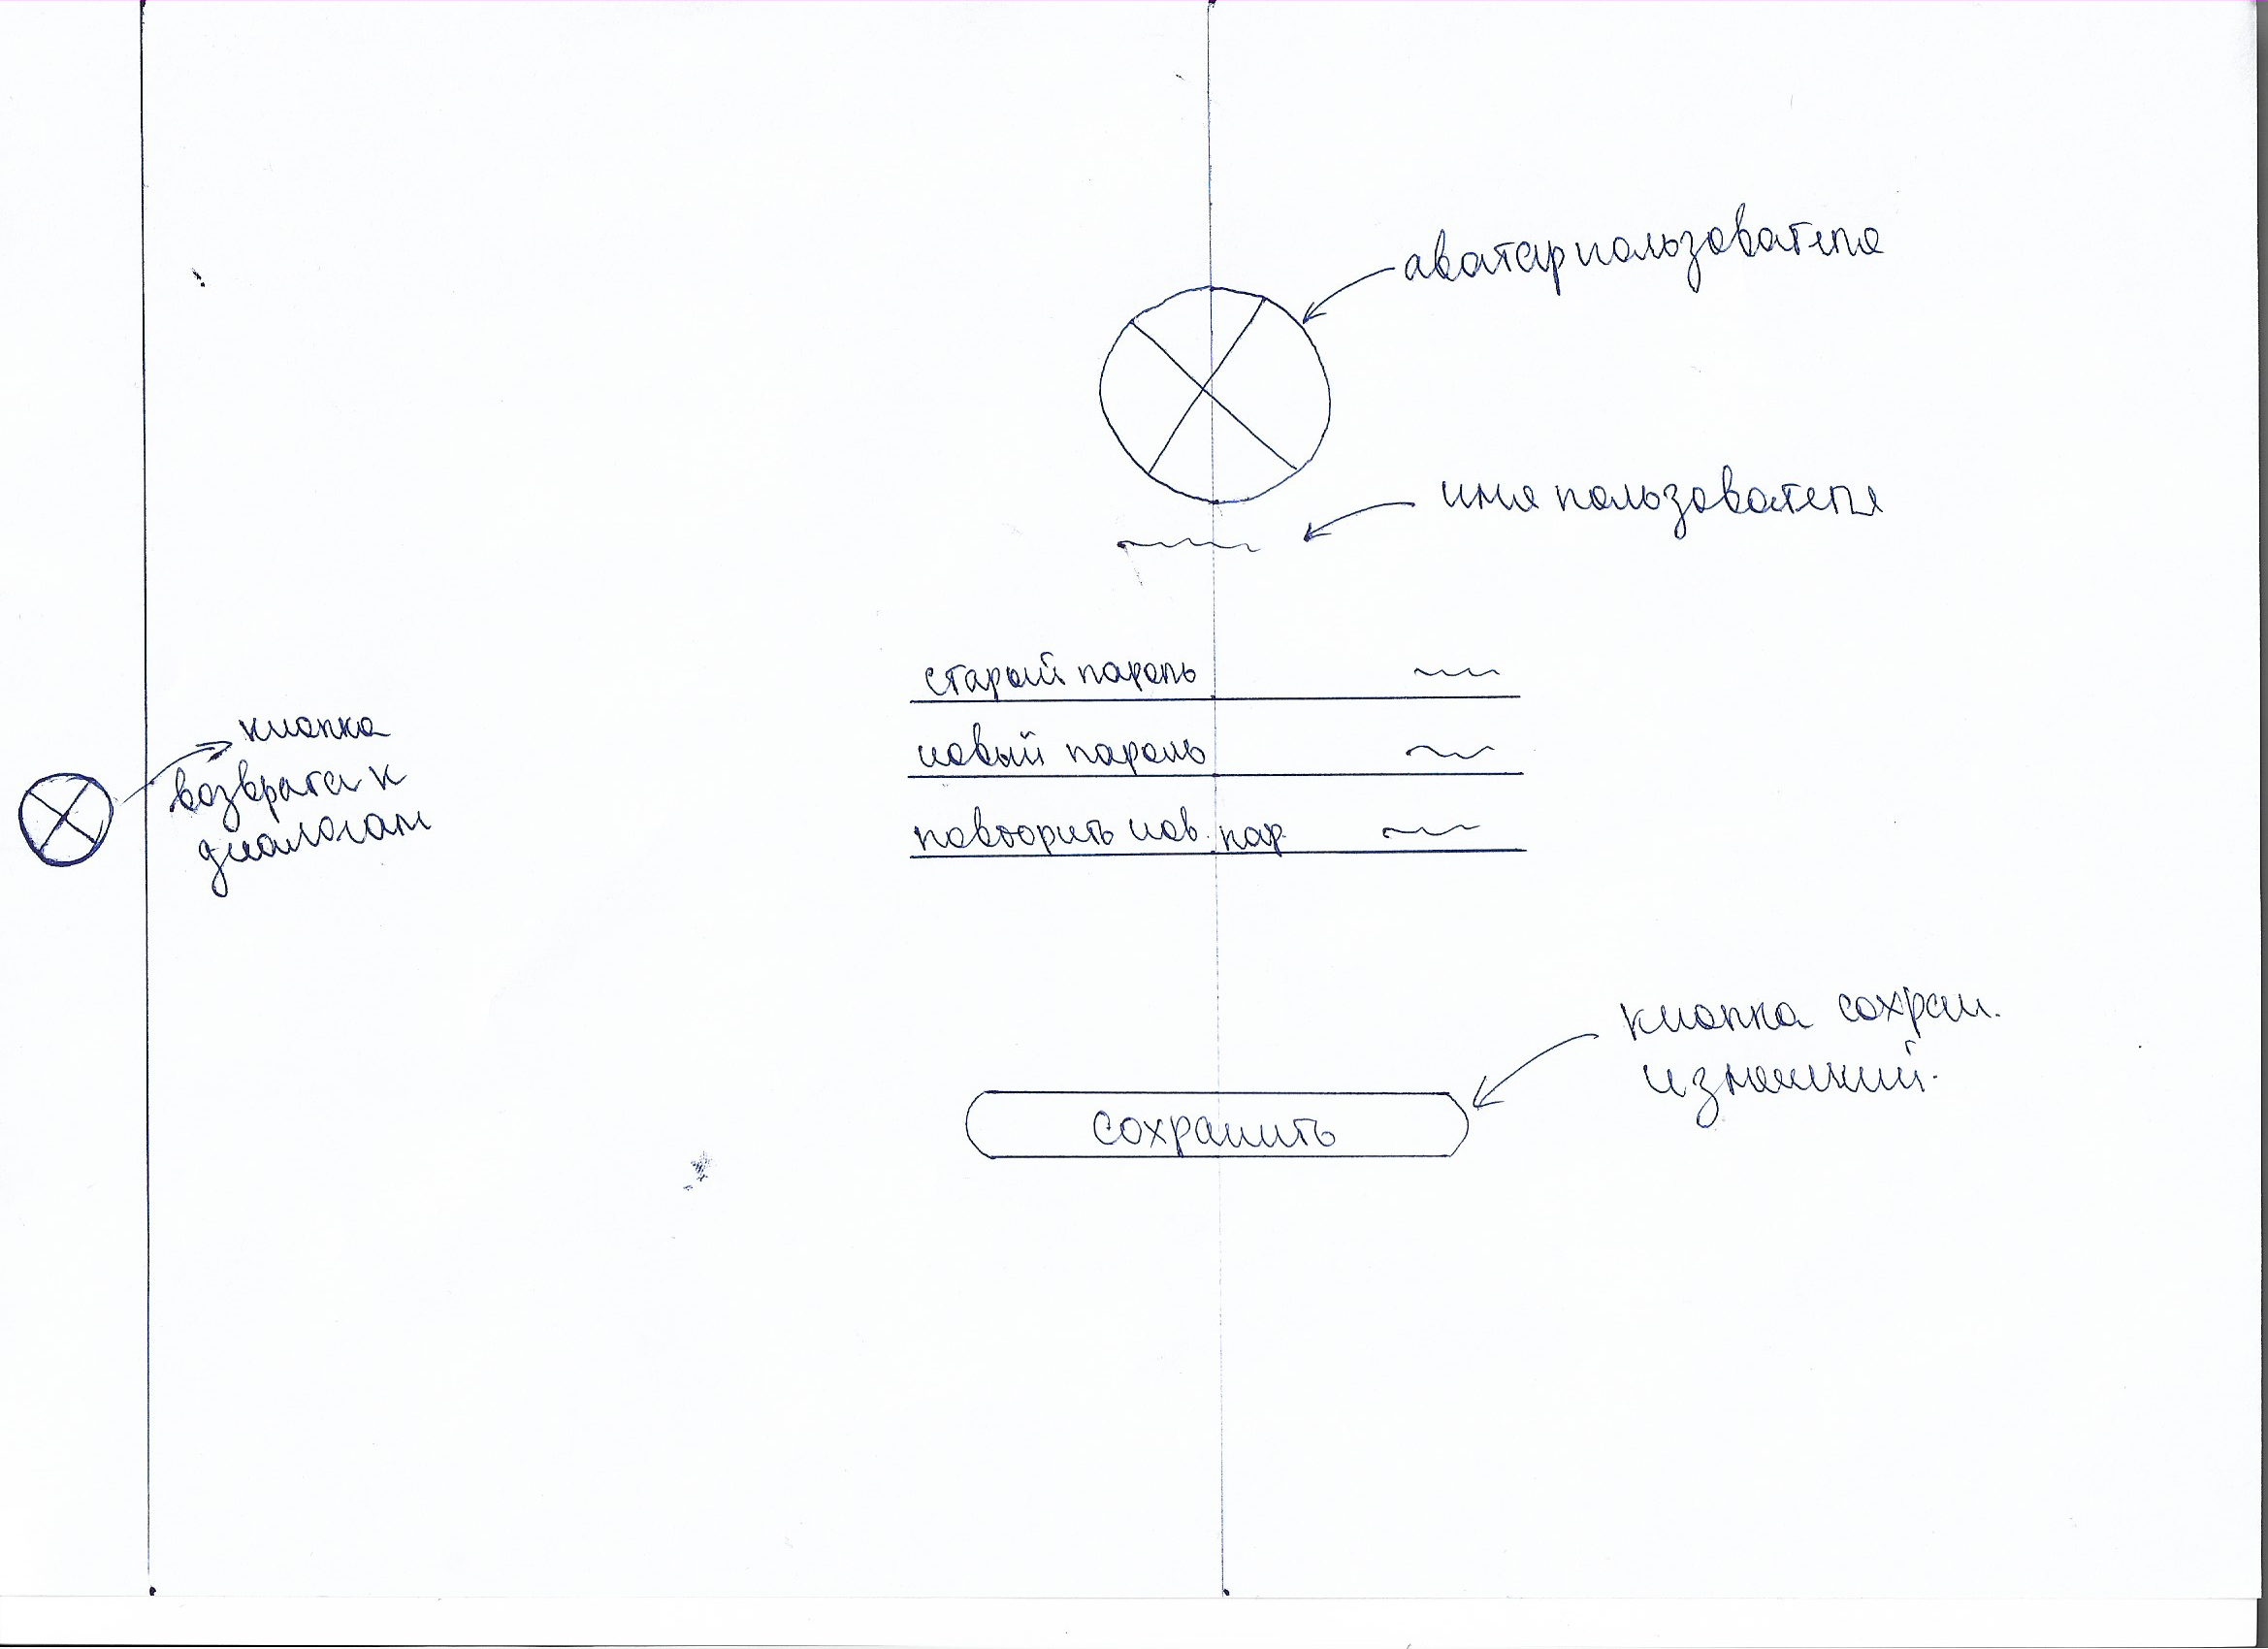 аватар пользователя
имя пользователя
старый пароль
новый пароль
повторить нов. пар.
кнопка
возврата к
диалогам
кнопка сохран.
изменений.
сохранить